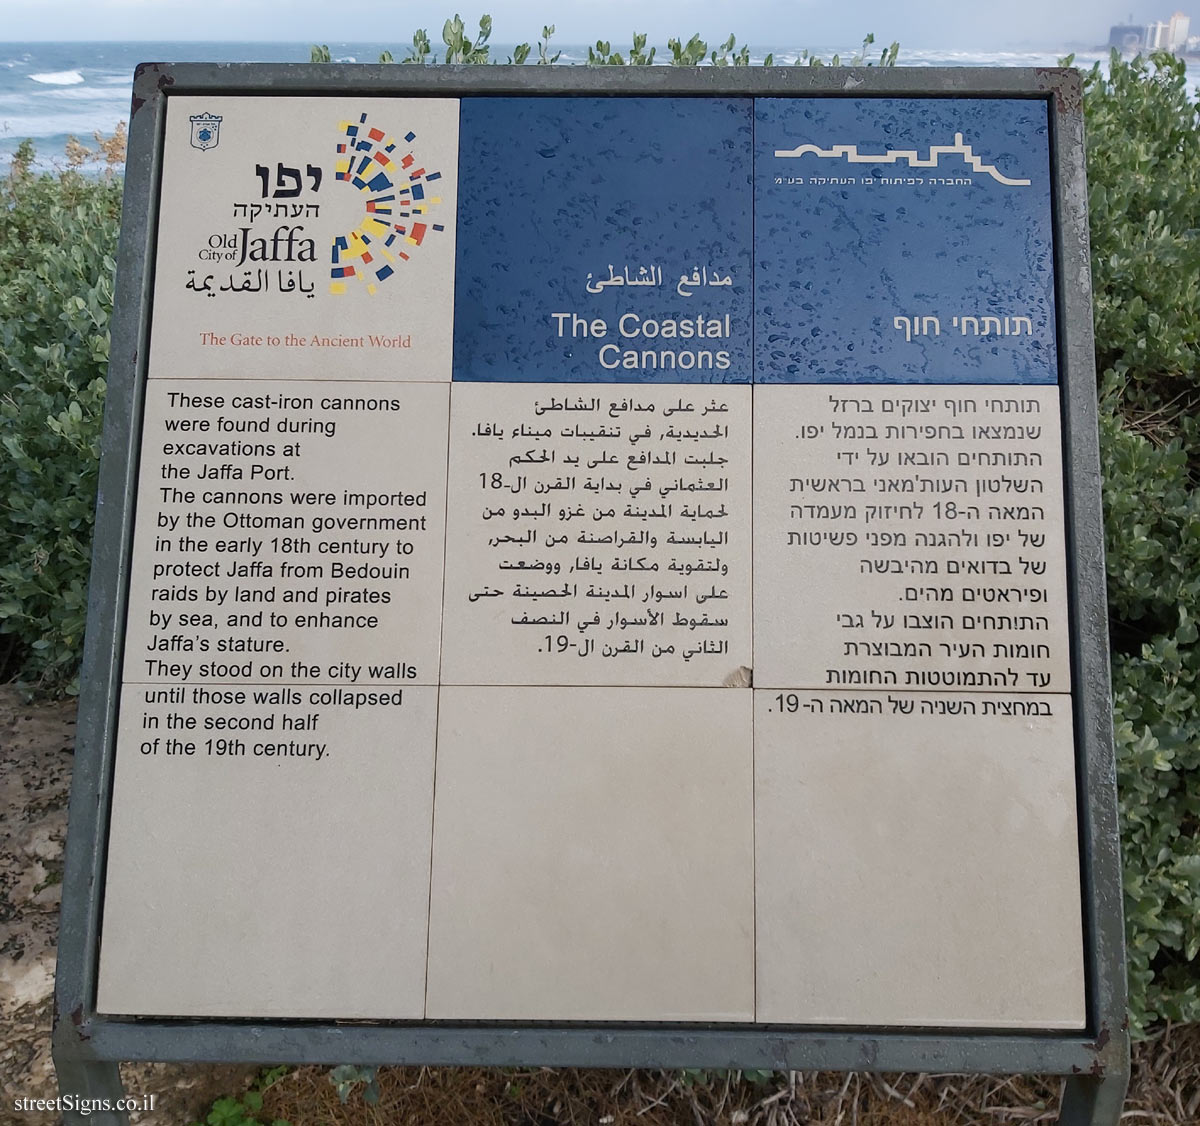 יפו
העתיקה
Old
City of Jaffa
يافا القديمة
The Gate to the Ancient World
مدافع الشاطئ
The Coastal
Cannons
החברה לפיתוח יפו העתיקה בע״מ
תותחי חוף
These cast-iron cannons
were found during
excavations at
the Jaffa Port.
The cannons were imported
by the Ottoman government
in the early 18th century to
protect Jaffa from Bedouin
raids by land and pirates
by sea, and to enhance
Jaffa's stature.
They stood on the city walls
until those walls collapsed
in the second half
of the 19th century.
عثر على مدافع الشاطئ
الحديدية, في تنقيبات ميناء يافا.
جلبت المدافع على يد الحكم
العثماني في بداية القرن ال-18
لحماية المدينة من غزو البدو من
اليابسة والقراصنة من البحر,
ولتقوية مكانة يافا, ووضعت
على اسوار المدينة الحصينة حتى
سقوط الأسوار في النصف
الثاني من القرن ال-19.
תותחי חוף יצוקים ברזל
שנמצאו בחפירות בנמל יפו.
התותחים הובאו על ידי
השלטון העות'מאני בראשית
המאה ה-18 לחיזוק מעמדה
של יפו ולהגנה מפני פשיטות
של בדואים מהיבשה
ופיראטים מהים.
התותחים הוצבו על גבי
חומות העיר המבוצרת
עד להתמוטטות החומות
במחצית השניה של המאה ה-19.
streetSigns.co.il